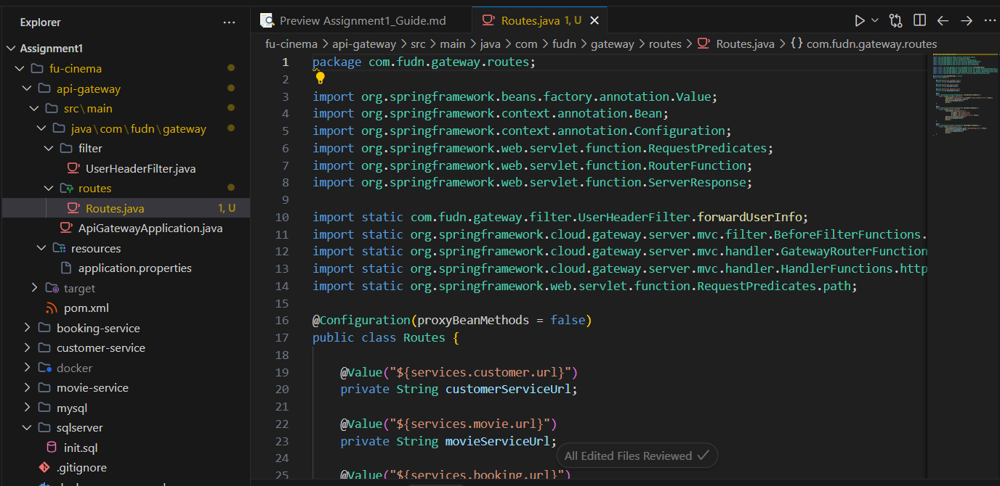 Explorer
Assignment1
fu-cinema
api-gateway
src\main
java\com\fudn\gateway
filter
UserHeaderFilter.java
routes
Routes.java 1, U
ApiGatewayApplication.java
resources
application.properties
target
pom.xml
booking-service
customer-service
docker
movie-service
mysql
sqlserver
init.sql
.gitignore
Preview Assignment1_Guide.md
Routes.java 1, U
fu-cinema > api-gateway > src > main > java > com > fudn > gateway > routes > Routes.java > {} com.fudn.gateway.routes
1 package com.fudn.gateway.routes;
2
3 import org.springframework.beans.factory.annotation.Value;
4 import org.springframework.context.annotation.Bean;
5 import org.springframework.context.annotation.Configuration;
6 import org.springframework.web.servlet.function.RequestPredicates;
7 import org.springframework.web.servlet.function.RouterFunction;
8 import org.springframework.web.servlet.function.ServerResponse;
9
10 import static com.fudn.gateway.filter.UserHeaderFilter.forwardUserInfo;
11 import static org.springframework.cloud.gateway.server.mvc.filter.BeforeFilterFunctions.
12 import static org.springframework.cloud.gateway.server.mvc.handler.GatewayRouterFunction
13 import static org.springframework.cloud.gateway.server.mvc.handler.HandlerFunctions.http
14 import static org.springframework.web.servlet.function.RequestPredicates.path;
15
16 @Configuration(proxyBeanMethods = false)
17 public class Routes {
18
19 @Value("${services.customer.url}")
20 private String customerServiceUrl;
21
22 @Value("${services.movie.url}")
23 private String movieServiceUrl;
24
25 @Value("${services.booking.url}")
All Edited Files Reviewed